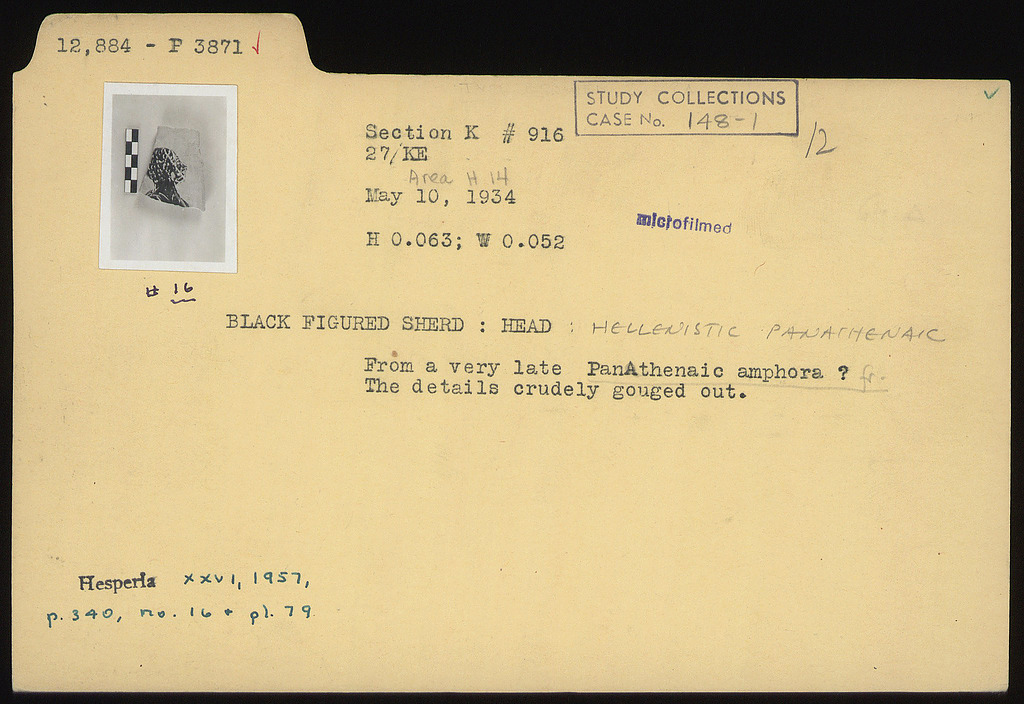 12,884 - P 3871 ✓
STUDY COLLECTIONS
CASE No. 148-1
✓
12
Section K # 916
27/KE
Area H 14
May 10, 1934
microfilmed
H 0.063; W 0.052
# 16
BLACK FIGURED SHERD : HEAD : HELLENISTIC PANATHENAIC
From a very late PanAthenaic amphora ? fr.
The details crudely gouged out.
Hesperia XXVI, 1957,
p. 340, no. 16 + pl. 79